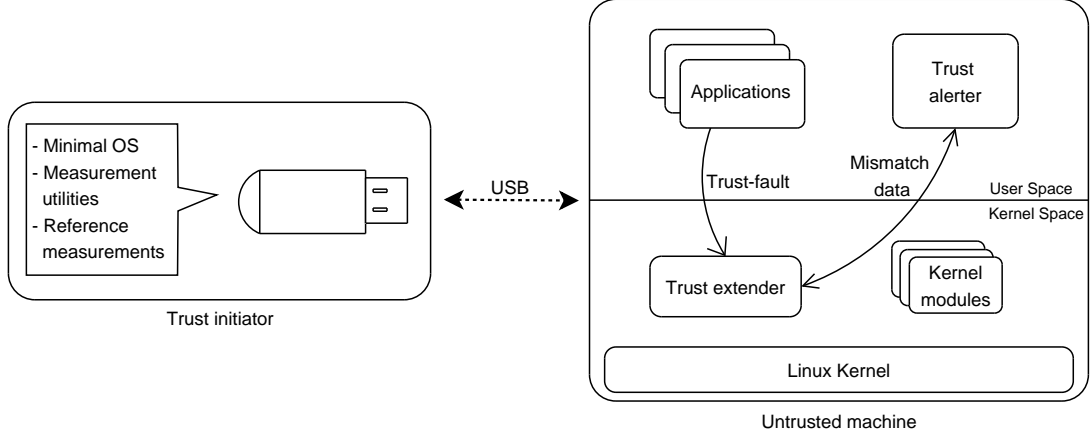 - Minimal OS
- Measurement
utilities
- Reference
measurements
Trust initiator
USB
Applications
Trust
alerter
Trust-fault
Mismatch
data
User Space
Kernel Space
Trust extender
Kernel
modules
Linux Kernel
Untrusted machine